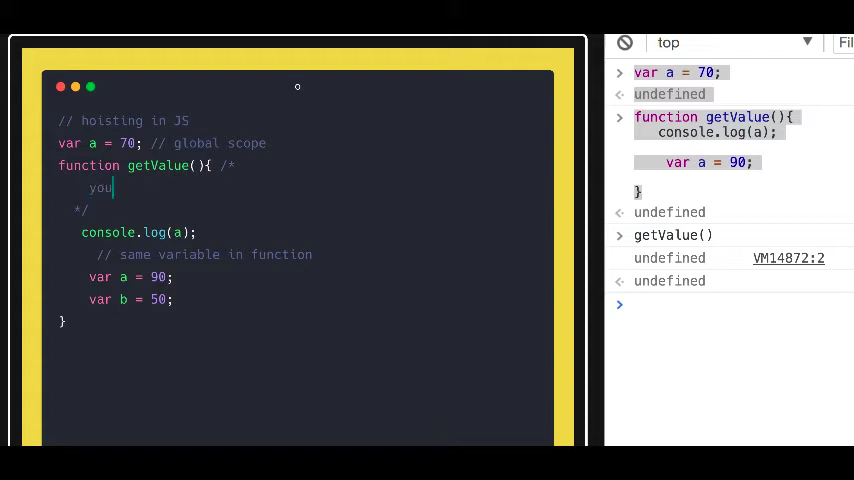 // hoisting in JS
var a = 70; // global scope
function getValue(){ /*
you
*/
console.log(a);
// same variable in function
var a = 90;
var b = 50;
}
top
Fil
var a = 70;
undefined
function getValue(){
console.log(a);
var a = 90;
}
undefined
getValue()
undefined VM14872:2
undefined